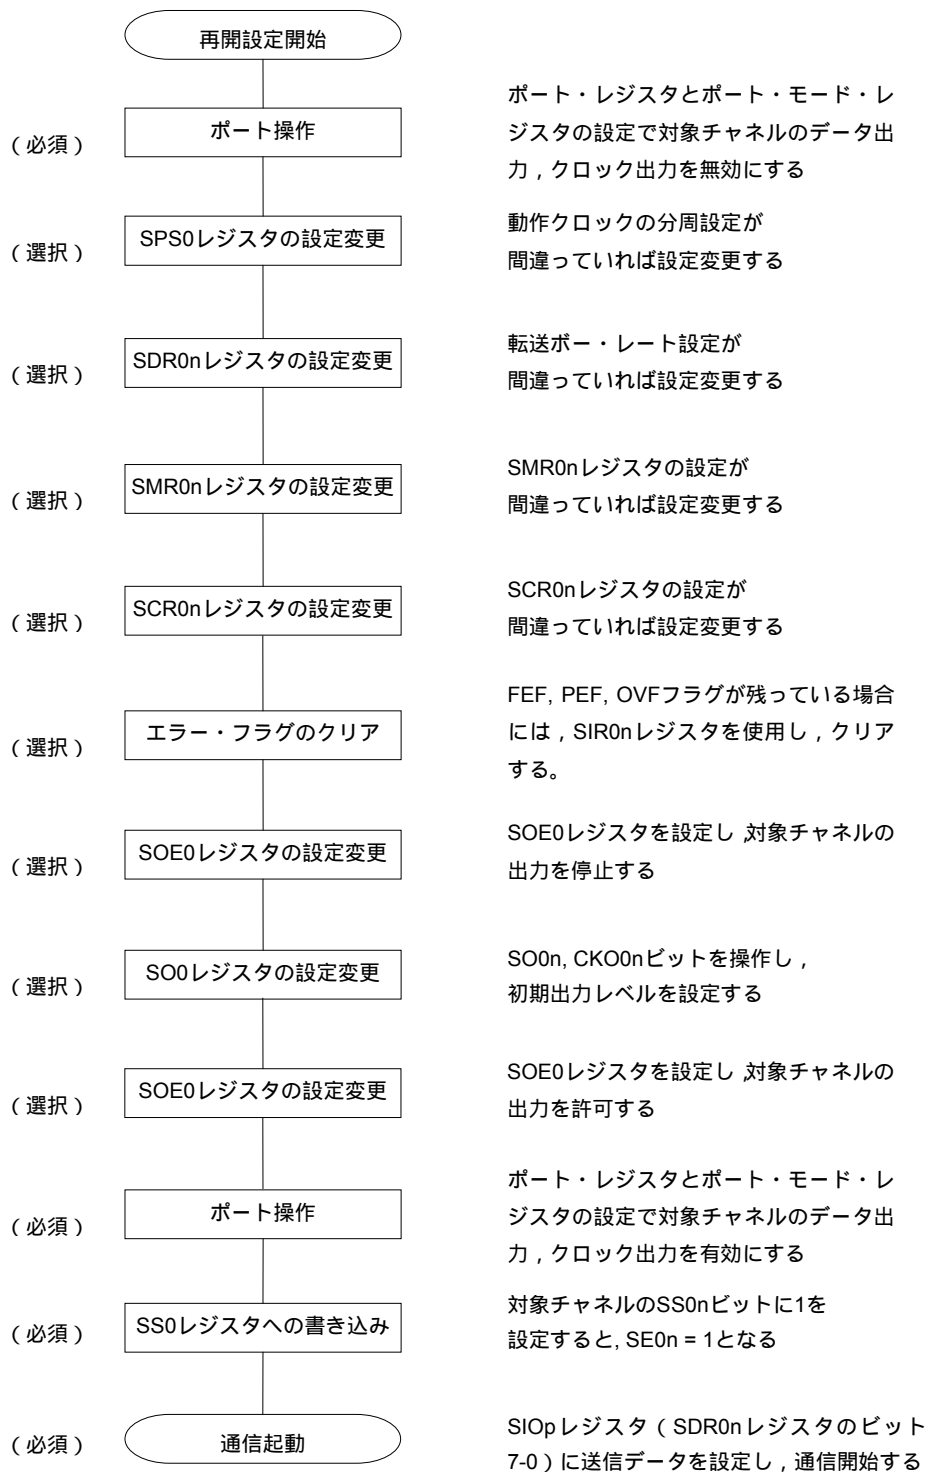 再開設定開始
(必須)
ポート操作
ポート・レジスタとポート・モード・レ
ジスタの設定で対象チャネルのデータ出
力,クロック出力を無効にする
(選択)
SPS0レジスタの設定変更
動作クロックの分周設定が
間違っていれば設定変更する
(選択)
SDR0nレジスタの設定変更
転送ボー・レート設定が
間違っていれば設定変更する
(選択)
SMR0nレジスタの設定変更
SMR0nレジスタの設定が
間違っていれば設定変更する
(選択)
SCR0nレジスタの設定変更
SCR0nレジスタの設定が
間違っていれば設定変更する
(選択)
エラー・フラグのクリア
FEF, PEF, OVFフラグが残っている場合
には,SIR0nレジスタを使用し,クリア
する。
(選択)
SOE0レジスタの設定変更
SOE0レジスタを設定し,対象チャネルの
出力を停止する
(選択)
SO0レジスタの設定変更
SO0n, CKO0nビットを操作し,
初期出力レベルを設定する
(選択)
SOE0レジスタの設定変更
SOE0レジスタを設定し,対象チャネルの
出力を許可する
(必須)
ポート操作
ポート・レジスタとポート・モード・レ
ジスタの設定で対象チャネルのデータ出
力,クロック出力を有効にする
(必須)
SS0レジスタへの書き込み
対象チャネルのSS0nビットに1を
設定すると, SE0n = 1となる
(必須)
通信起動
SIOpレジスタ(SDR0nレジスタのビット
7-0)に送信データを設定し,通信開始する